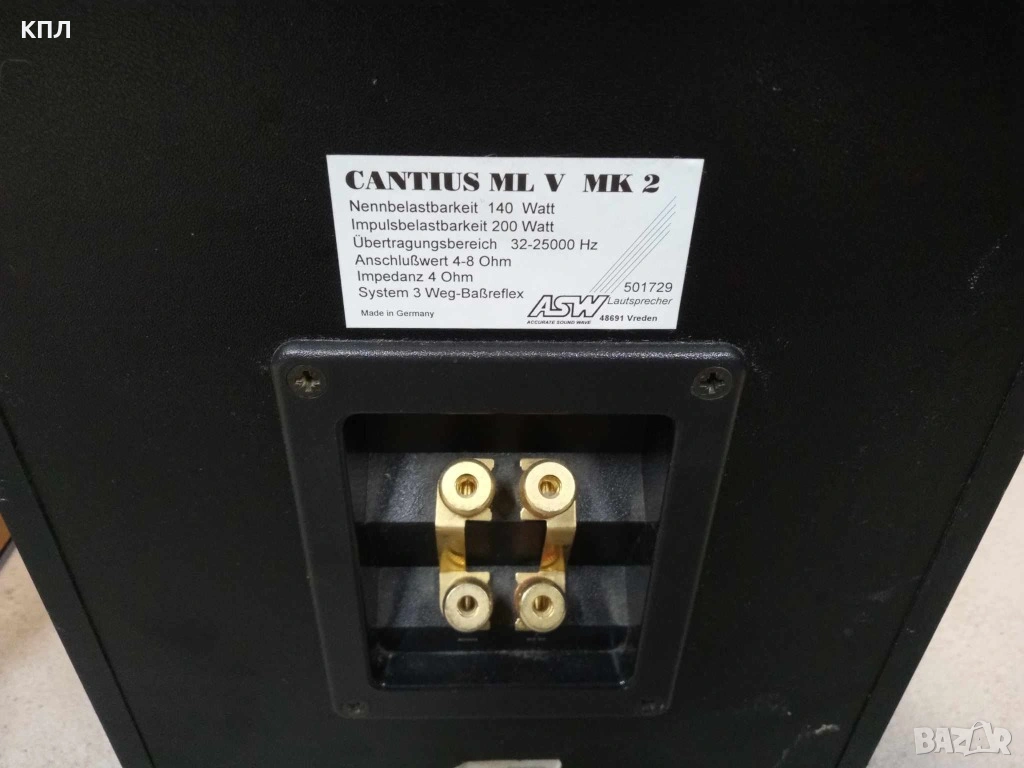 КПЛ
CANTIUS ML V MK 2
Nennbelastbarkeit 140 Watt
Impulsbelastbarkeit 200 Watt
Übertragungsbereich 32-25000 Hz
Anschlußwert 4-8 Ohm
Impedanz 4 Ohm
System 3 Weg-Baßreflex
501729
ASW Lautsprecher
Made in Germany
ACCURATE SOUND WAVE 48691 Vreden
BAZAR